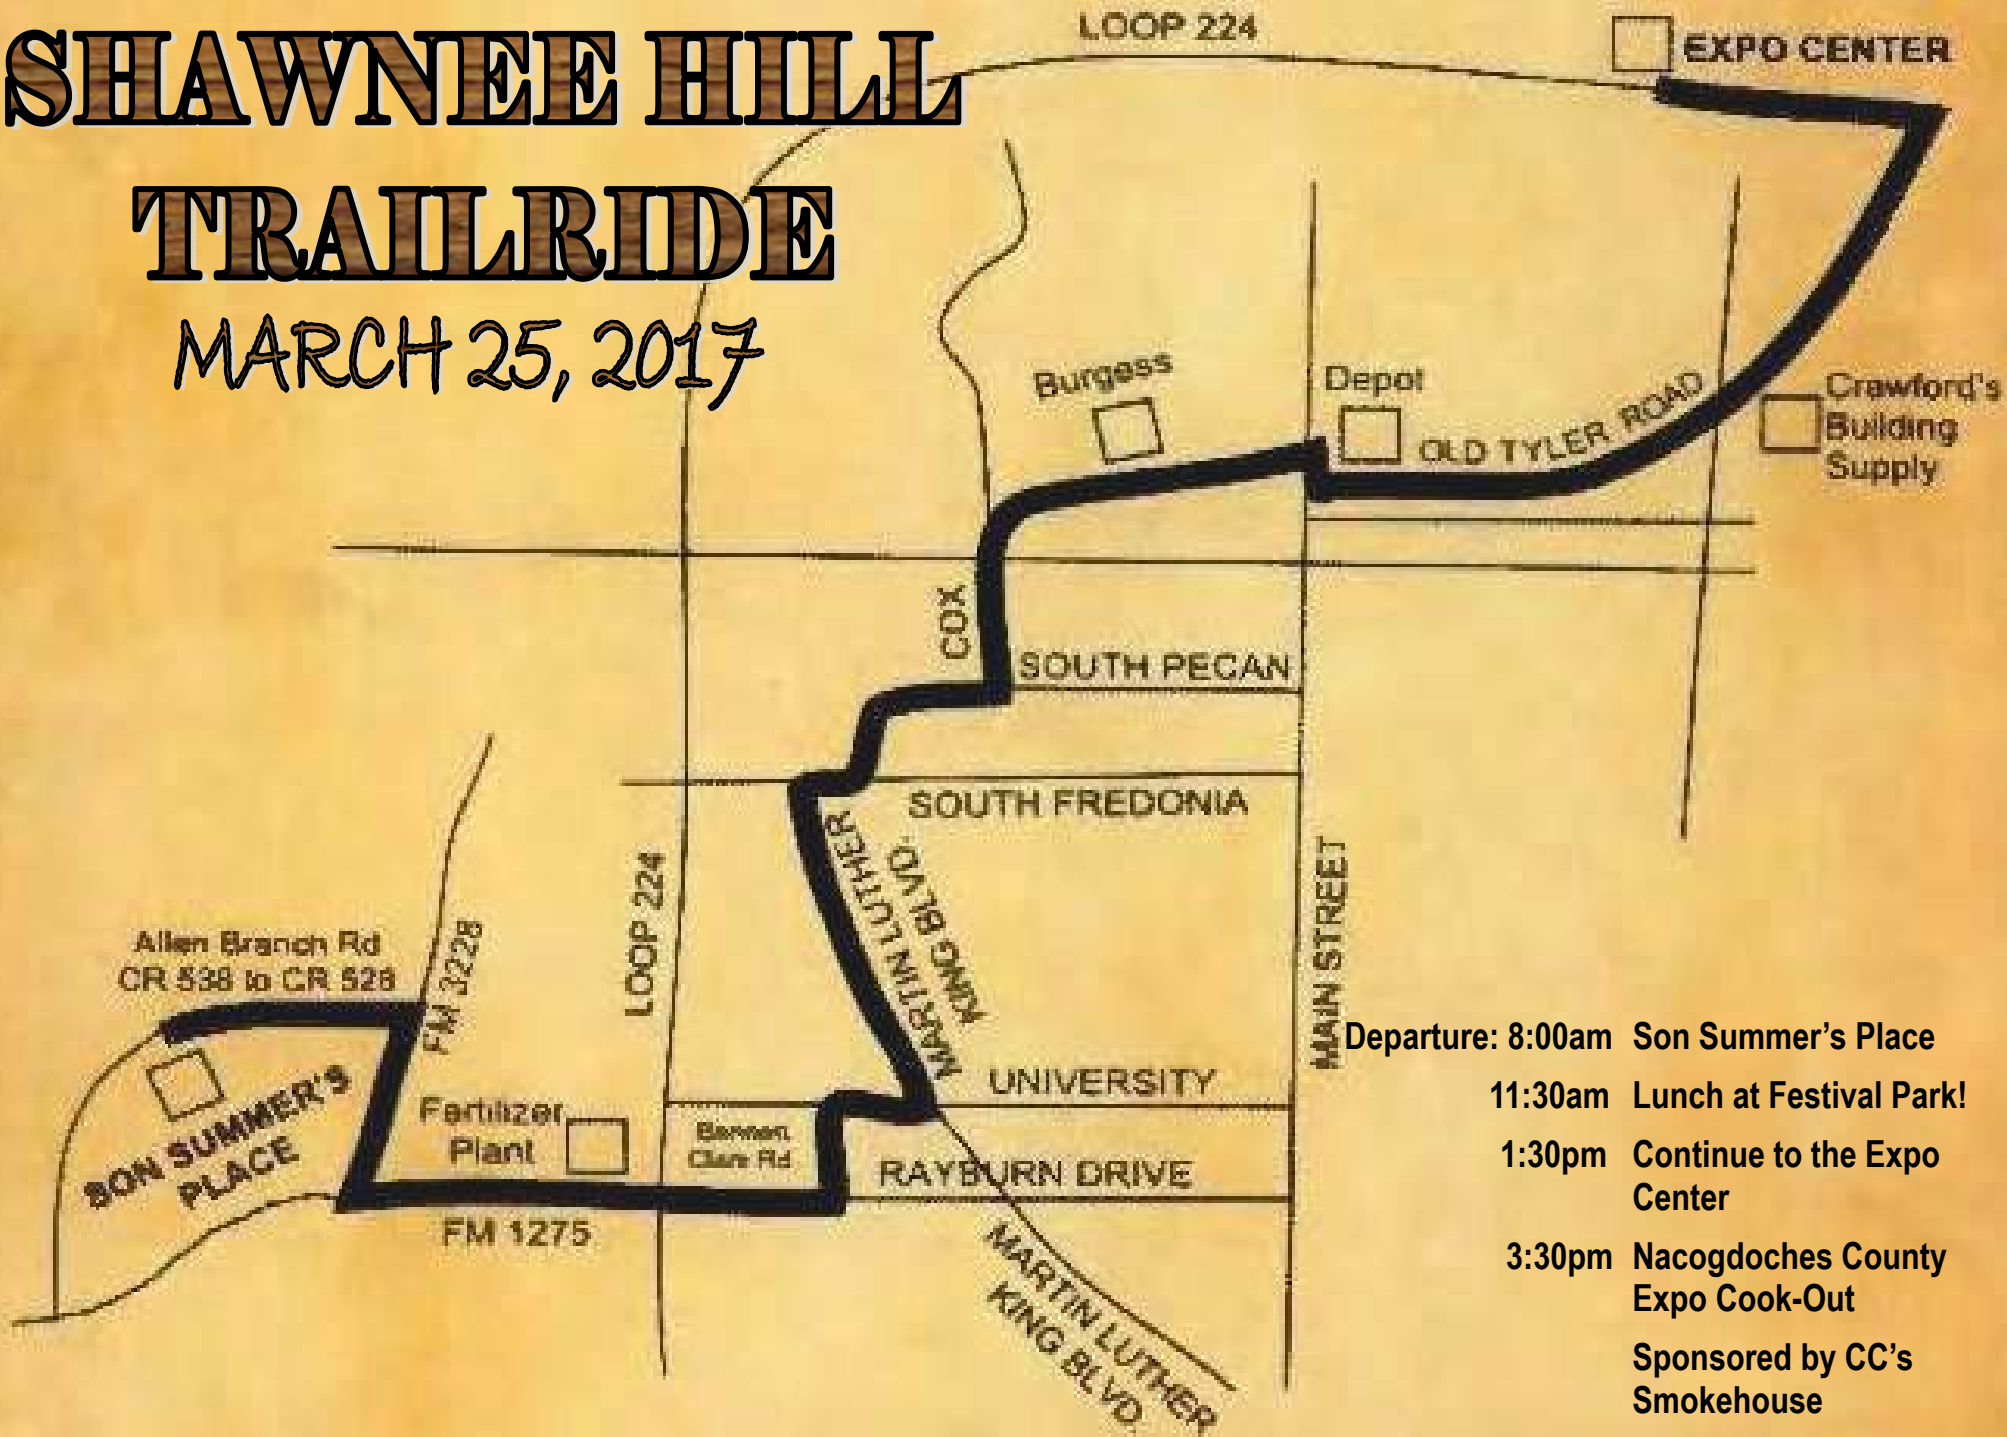 SHAWNEE HILL
TRAILRIDE
MARCH 25, 2017
LOOP 224
EXPO CENTER
Burgess
Depot
OLD TYLER ROAD
Crawford's
Building
Supply
COX
SOUTH PECAN
SOUTH FREDONIA
MARTIN LUTHER
KING BLVD.
LOOP 224
MAIN STREET
Allen Branch Rd
CR 538 to CR 528
FM 3228
SON SUMMER'S
PLACE
Fertilizer
Plant
Clare Rd
UNIVERSITY
RAYBURN DRIVE
FM 1275
MARTIN LUTHER
KING BLVD.
Departure: 8:00am Son Summer's Place
11:30am Lunch at Festival Park!
1:30pm Continue to the Expo
Center
3:30pm Nacogdoches County
Expo Cook-Out
Sponsored by CC's
Smokehouse